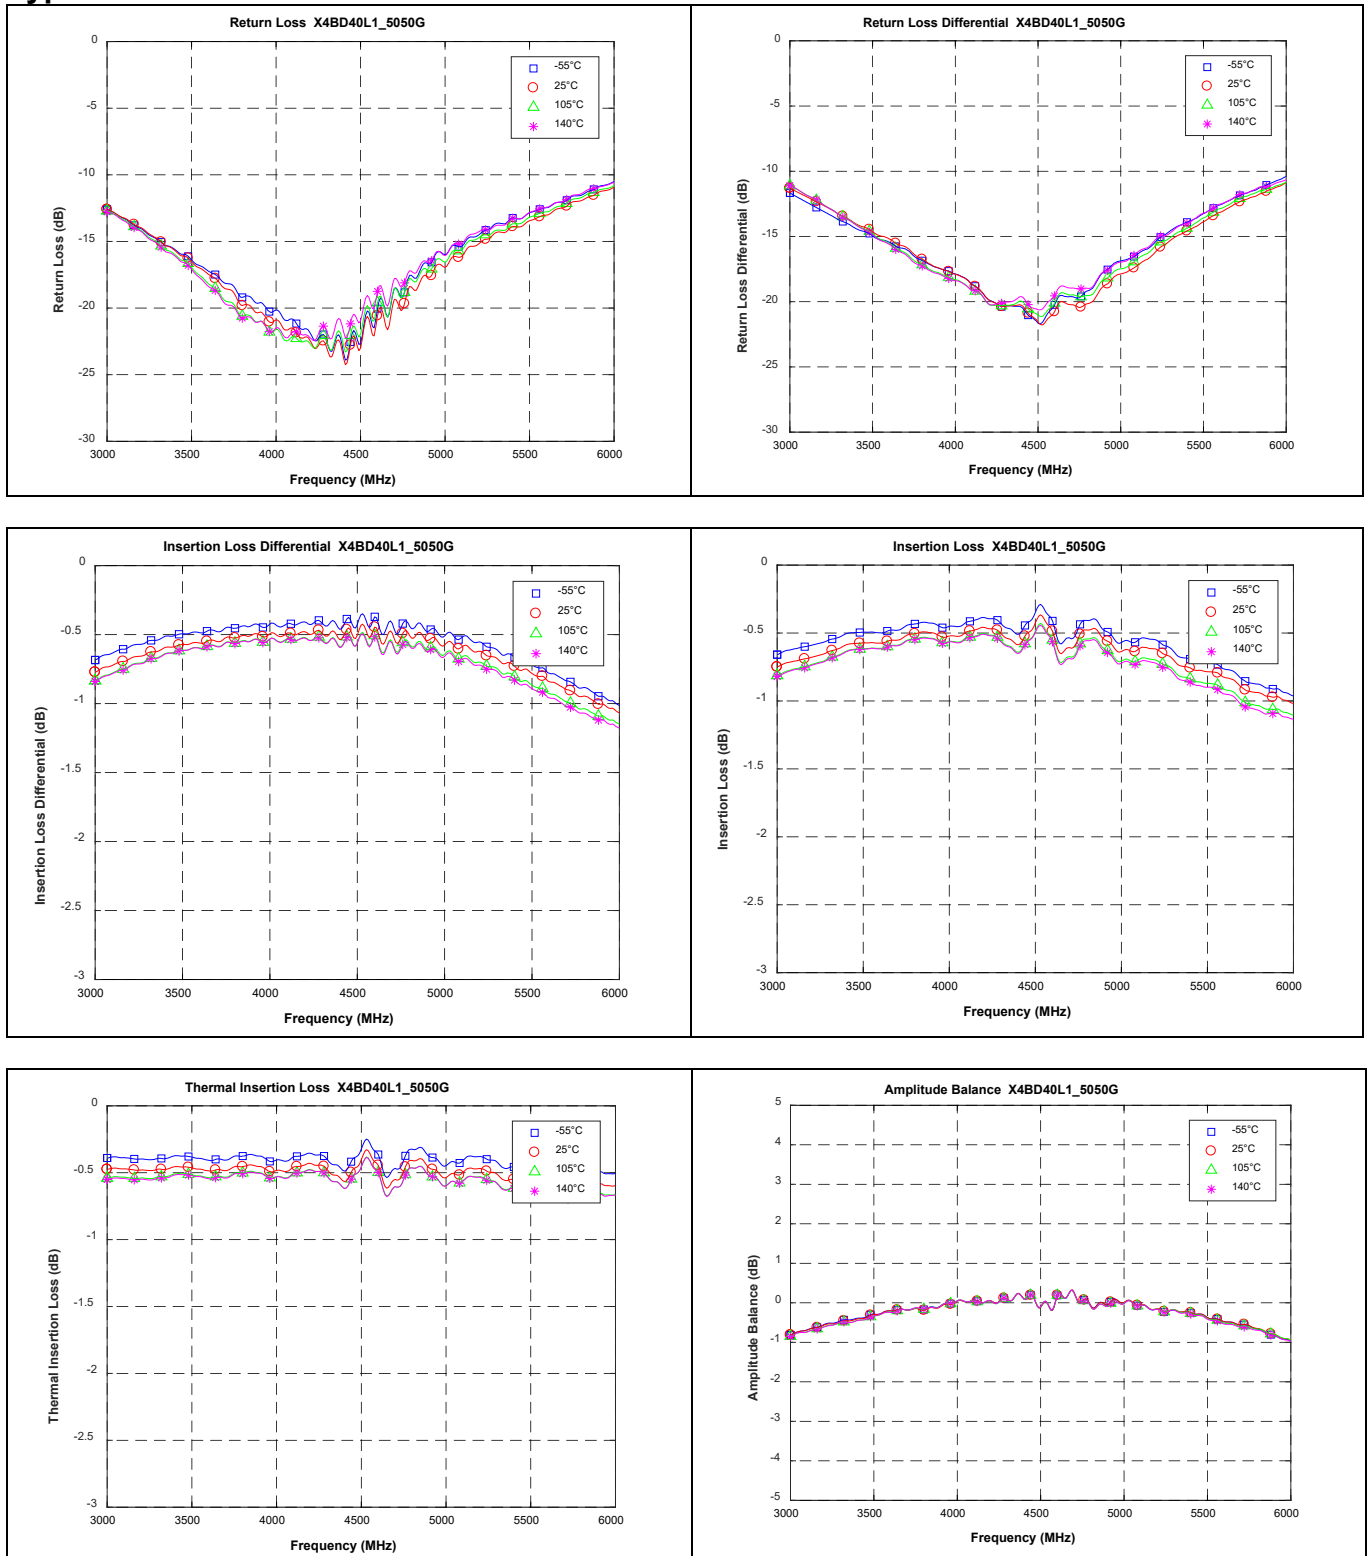 Return Loss X4BD40L1_5050G
0
-5
-10
-15
-20
-25
-30
Return Loss (dB)
-55°C
25°C
105°C
140°C
3000 3500 4000 4500 5000 5500 6000
Frequency (MHz)
Return Loss Differential X4BD40L1_5050G
0
-5
-10
-15
-20
-25
-30
Return Loss Differential (dB)
-55°C
25°C
105°C
140°C
3000 3500 4000 4500 5000 5500 6000
Frequency (MHz)
Insertion Loss Differential X4BD40L1_5050G
0
-0.5
-1
-1.5
-2
-2.5
-3
Insertion Loss Differential (dB)
-55°C
25°C
105°C
140°C
3000 3500 4000 4500 5000 5500 6000
Frequency (MHz)
Insertion Loss X4BD40L1_5050G
0
-0.5
-1
-1.5
-2
-2.5
-3
Insertion Loss (dB)
-55°C
25°C
105°C
140°C
3000 3500 4000 4500 5000 5500 6000
Frequency (MHz)
Thermal Insertion Loss X4BD40L1_5050G
0
-0.5
-1
-1.5
-2
-2.5
-3
Thermal Insertion Loss (dB)
-55°C
25°C
105°C
140°C
3000 3500 4000 4500 5000 5500 6000
Frequency (MHz)
Amplitude Balance X4BD40L1_5050G
5
4
3
2
1
0
-1
-2
-3
-4
-5
Amplitude Balance (dB)
-55°C
25°C
105°C
140°C
3000 3500 4000 4500 5000 5500 6000
Frequency (MHz)